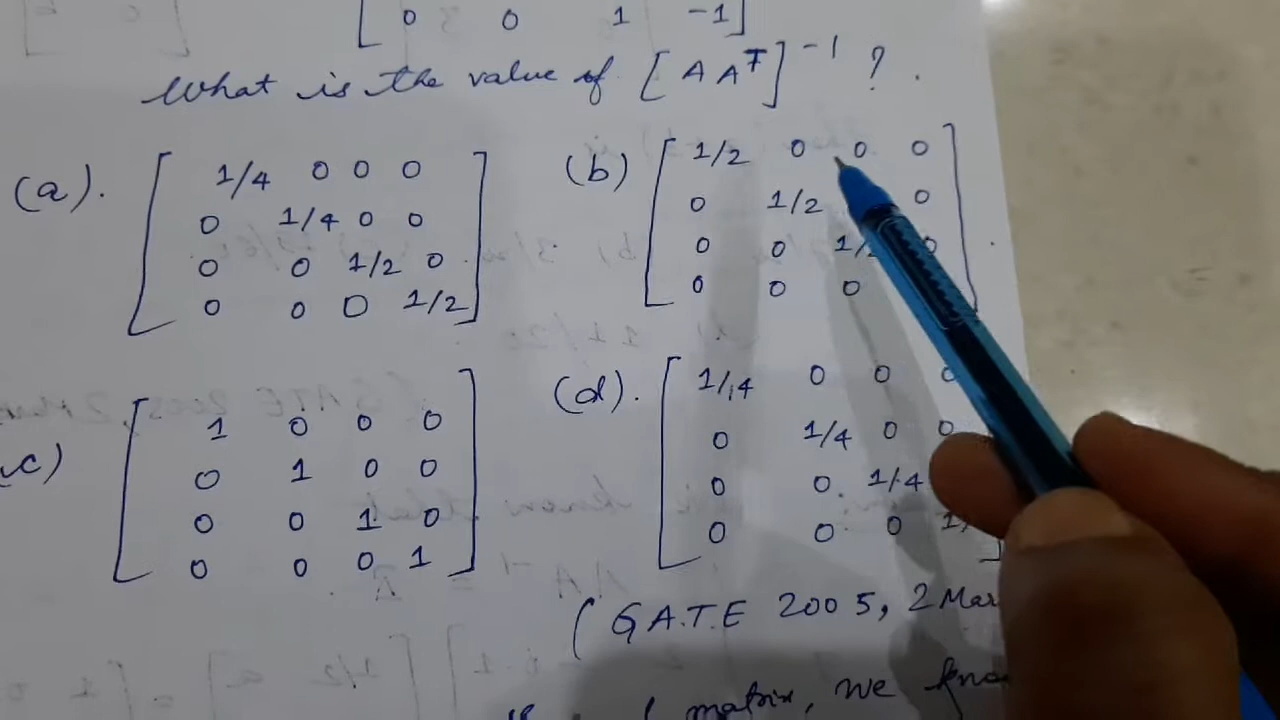 [ 0 0 1 -1 ]
What is the value of [AAᵀ]⁻¹ ?.
(a). [ 1/4 0 0 0
0 1/4 0 0
0 0 1/2 0
0 0 0 1/2 ]
(b) [ 1/2 0 0 0
0 1/2 0
0 0 1/2 0
0 0 0 ]
c) [ 1 0 0 0
0 1 0 0
0 0 1 0
0 0 0 1 ]
(d). [ 1/4 0 0 0
0 1/4 0 0
0 0 1/4
0 0 0 ]
(G.A.T.E 2005, 2 Mar
matrix, we kno